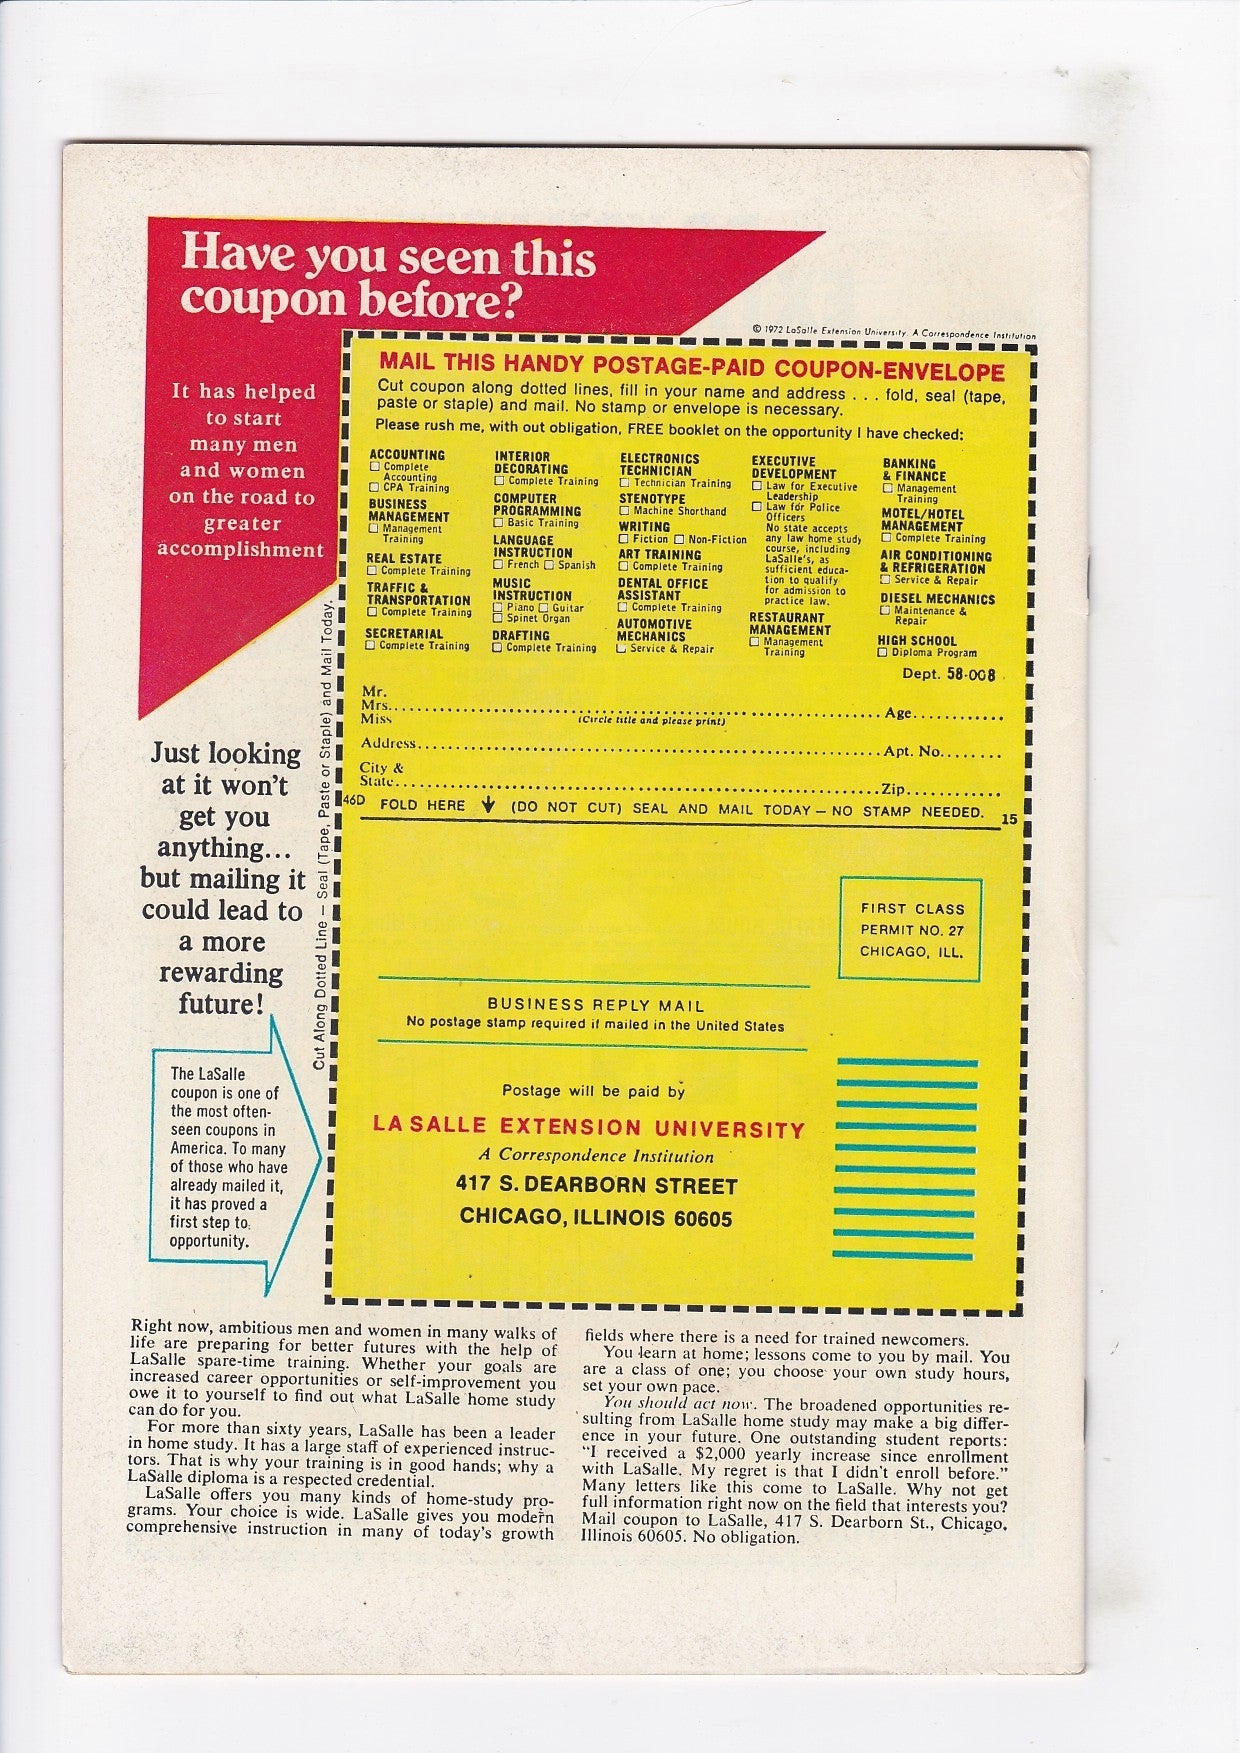 Have you seen this
coupon before?
It has helped
to start
many men
and women
on the road to
greater
accomplishment
© 1972 LaSalle Extension University. A Correspondence Institution
MAIL THIS HANDY POSTAGE-PAID COUPON-ENVELOPE
Cut coupon along dotted lines, fill in your name and address . . . fold, seal (tape,
paste or staple) and mail. No stamp or envelope is necessary.
Please rush me, with out obligation, FREE booklet on the opportunity I have checked:
ACCOUNTING
☐ Complete
Accounting
☐ CPA Training
BUSINESS
MANAGEMENT
☐ Management
Training
REAL ESTATE
☐ Complete Training
TRAFFIC &
TRANSPORTATION
☐ Complete Training
SECRETARIAL
☐ Complete Training
INTERIOR
DECORATING
☐ Complete Training
COMPUTER
PROGRAMMING
☐ Basic Training
LANGUAGE
INSTRUCTION
☐ French ☐ Spanish
MUSIC
INSTRUCTION
☐ Piano ☐ Guitar
☐ Spinet Organ
DRAFTING
☐ Complete Training
ELECTRONICS
TECHNICIAN
☐ Technician Training
STENOTYPE
☐ Machine Shorthand
WRITING
☐ Fiction ☐ Non-Fiction
ART TRAINING
☐ Complete Training
DENTAL OFFICE
ASSISTANT
☐ Complete Training
AUTOMOTIVE
MECHANICS
☐ Service & Repair
EXECUTIVE
DEVELOPMENT
☐ Law for Executive
Leadership
☐ Law for Police
Officers
No state accepts
any law home study
course, including
LaSalle's, as
sufficient educa-
tion to qualify
for admission to
practice law.
RESTAURANT
MANAGEMENT
☐ Management
Training
BANKING
& FINANCE
☐ Management
Training
MOTEL/HOTEL
MANAGEMENT
☐ Complete Training
AIR CONDITIONING
& REFRIGERATION
☐ Service & Repair
DIESEL MECHANICS
☐ Maintenance &
Repair
HIGH SCHOOL
☐ Diploma Program
Dept. 58-008
Mr.
Mrs. Age
Miss (Circle title and please print)
Address Apt. No.
City &
State Zip
46D FOLD HERE ↓ (DO NOT CUT) SEAL AND MAIL TODAY — NO STAMP NEEDED. 15
Cut Along Dotted Line — Seal (Tape, Paste or Staple) and Mail Today.
Just looking
at it won't
get you
anything...
but mailing it
could lead to
a more
rewarding
future!
The LaSalle
coupon is one of
the most often-
seen coupons in
America. To many
of those who have
already mailed it,
it has proved a
first step to
opportunity.
FIRST CLASS
PERMIT NO. 27
CHICAGO, ILL.
BUSINESS REPLY MAIL
No postage stamp required if mailed in the United States
Postage will be paid by
LA SALLE EXTENSION UNIVERSITY
A Correspondence Institution
417 S. DEARBORN STREET
CHICAGO, ILLINOIS 60605
Right now, ambitious men and women in many walks of
life are preparing for better futures with the help of
LaSalle spare-time training. Whether your goals are
increased career opportunities or self-improvement you
owe it to yourself to find out what LaSalle home study
can do for you.
For more than sixty years, LaSalle has been a leader
in home study. It has a large staff of experienced instruc-
tors. That is why your training is in good hands; why a
LaSalle diploma is a respected credential.
LaSalle offers you many kinds of home-study pro-
grams. Your choice is wide. LaSalle gives you modern
comprehensive instruction in many of today's growth
fields where there is a need for trained newcomers.
You learn at home; lessons come to you by mail. You
are a class of one; you choose your own study hours,
set your own pace.
You should act now. The broadened opportunities re-
sulting from LaSalle home study may make a big differ-
ence in your future. One outstanding student reports:
"I received a $2,000 yearly increase since enrollment
with LaSalle. My regret is that I didn't enroll before."
Many letters like this come to LaSalle. Why not get
full information right now on the field that interests you?
Mail coupon to LaSalle, 417 S. Dearborn St., Chicago,
Illinois 60605. No obligation.